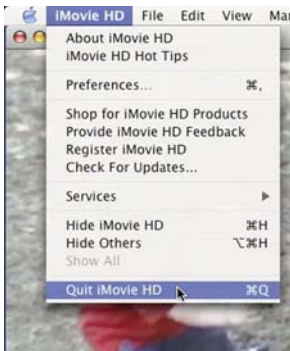 iMovie HD File Edit View
About iMovie HD
iMovie HD Hot Tips
Preferences... ⌘,
Shop for iMovie HD Products
Provide iMovie HD Feedback
Register iMovie HD
Check For Updates...
Services ▶
Hide iMovie HD ⌘H
Hide Others ⌥⌘H
Show All
Quit iMovie HD ⌘Q